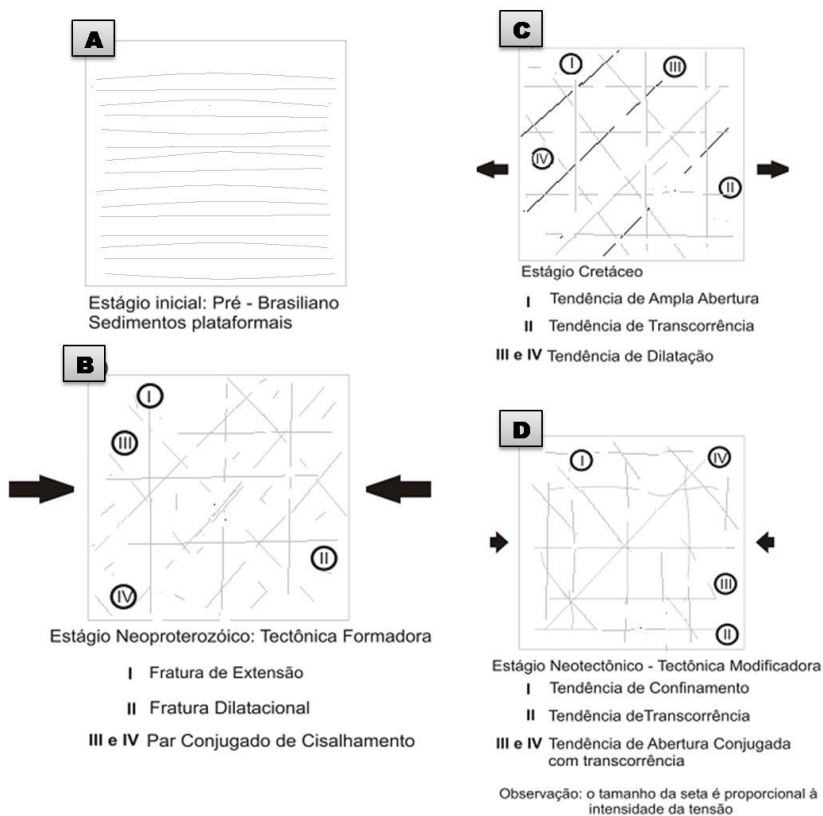 A
Estágio inicial: Pré - Brasiliano
Sedimentos plataformais
B
I
III
II
IV
Estágio Neoproterozóico: Tectônica Formadora
I Fratura de Extensão
II Fratura Dilatacional
III e IV Par Conjugado de Cisalhamento
C
I
III
IV
II
Estágio Cretáceo
I Tendência de Ampla Abertura
II Tendência de Transcorrência
III e IV Tendência de Dilatação
D
I
IV
III
II
Estágio Neotectônico - Tectônica Modificadora
I Tendência de Confinamento
II Tendência deTranscorrência
III e IV Tendência de Abertura Conjugada
com transcorrência
Observação: o tamanho da seta é proporcional à
intensidade da tensão